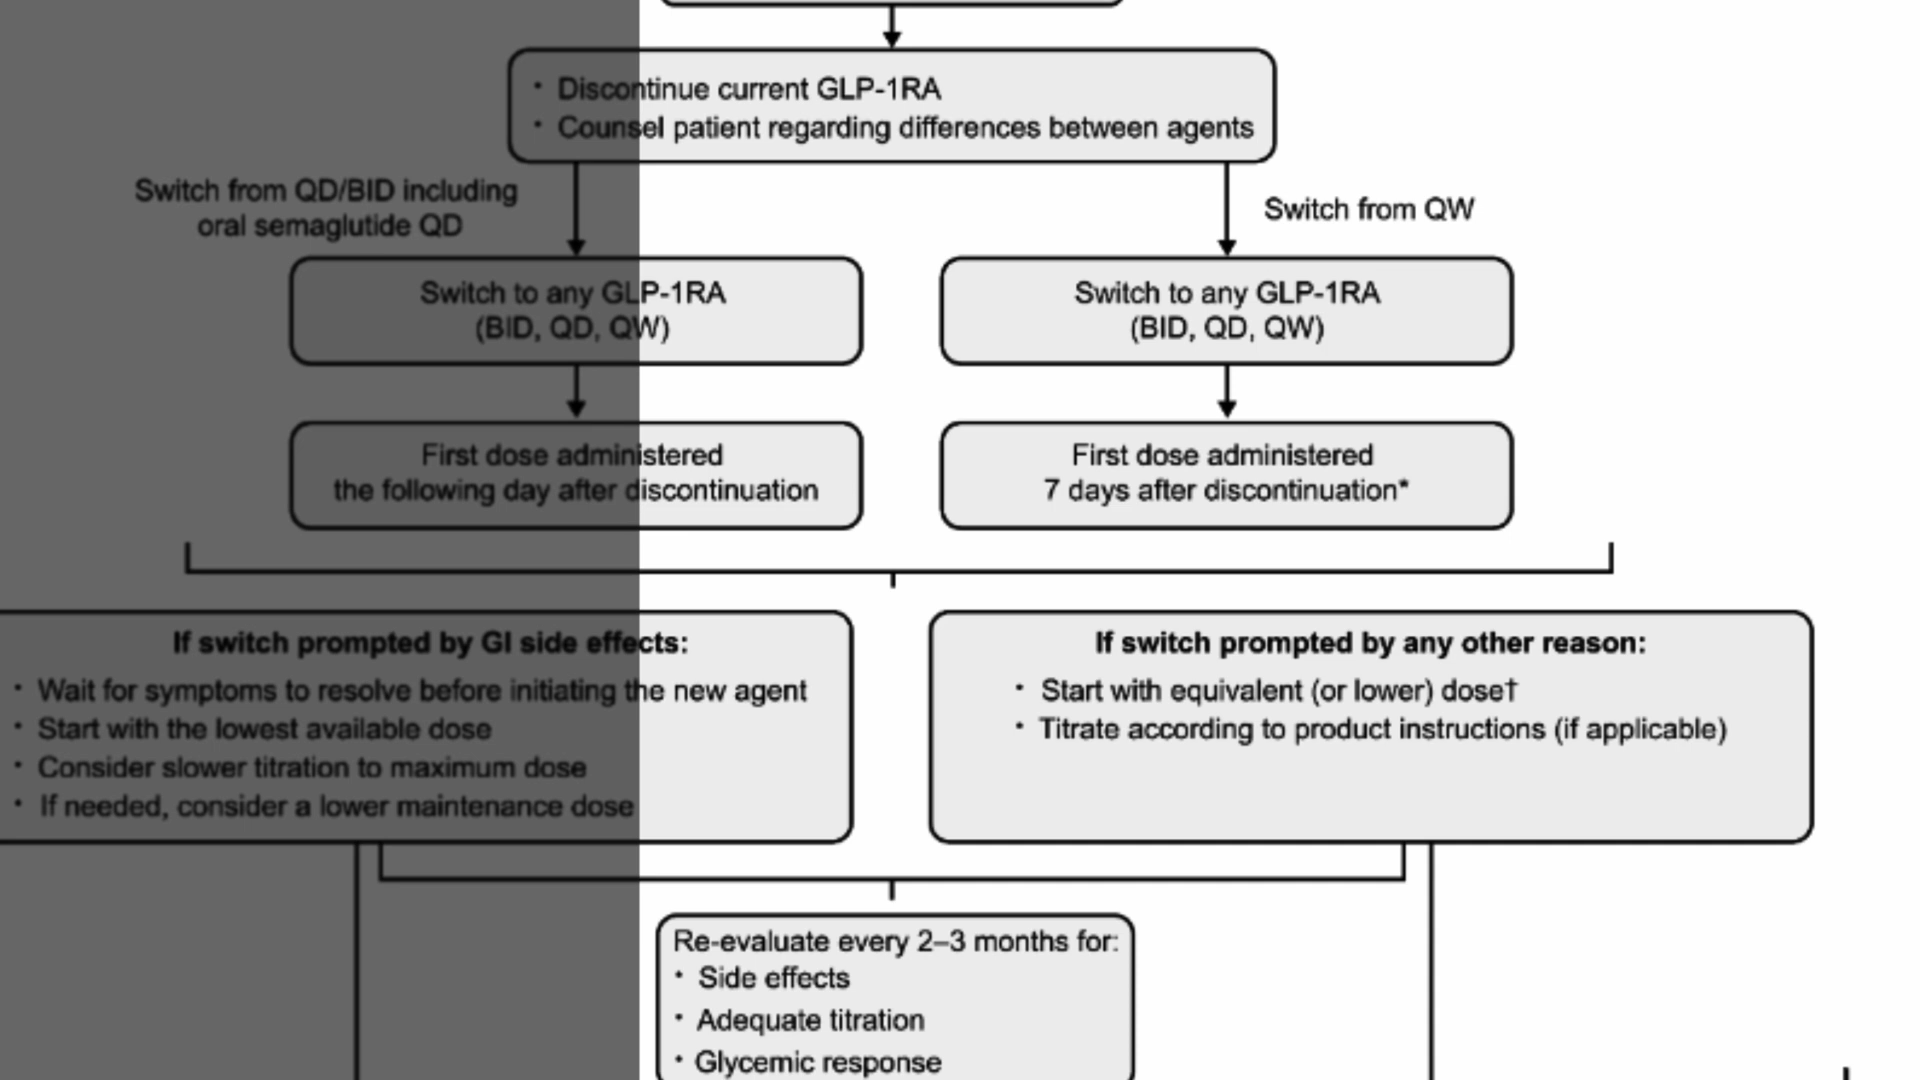 · Discontinue current GLP-1RA
· Counsel patient regarding differences between agents
Switch from QD/BID including
oral semaglutide QD
Switch from QW
Switch to any GLP-1RA
(BID, QD, QW)
Switch to any GLP-1RA
(BID, QD, QW)
First dose administered
the following day after discontinuation
First dose administered
7 days after discontinuation*
If switch prompted by GI side effects:
· Wait for symptoms to resolve before initiating the new agent
· Start with the lowest available dose
· Consider slower titration to maximum dose
· If needed, consider a lower maintenance dose
If switch prompted by any other reason:
· Start with equivalent (or lower) dose†
· Titrate according to product instructions (if applicable)
Re-evaluate every 2–3 months for:
· Side effects
· Adequate titration
· Glycemic response